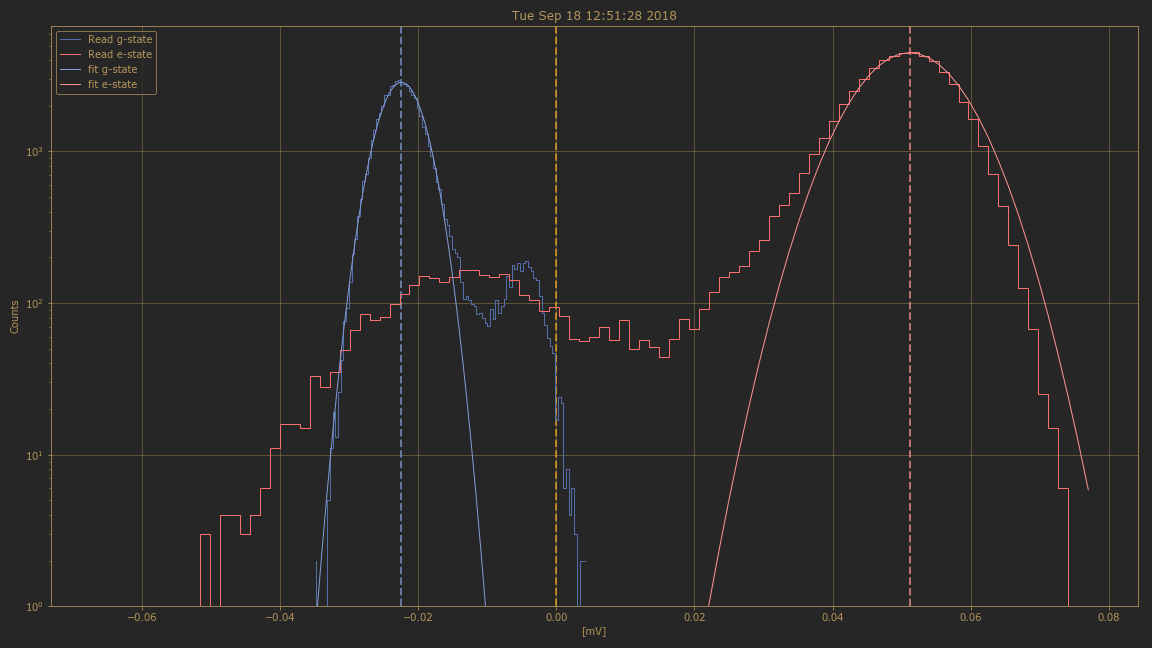 Tue Sep 18 12:51:28 2018
Read g-state
Read e-state
fit g-state
fit e-state
Counts
10³
10²
10¹
10⁰
−0.06 −0.04 −0.02 0.00 0.02 0.04 0.06 0.08
[mV]